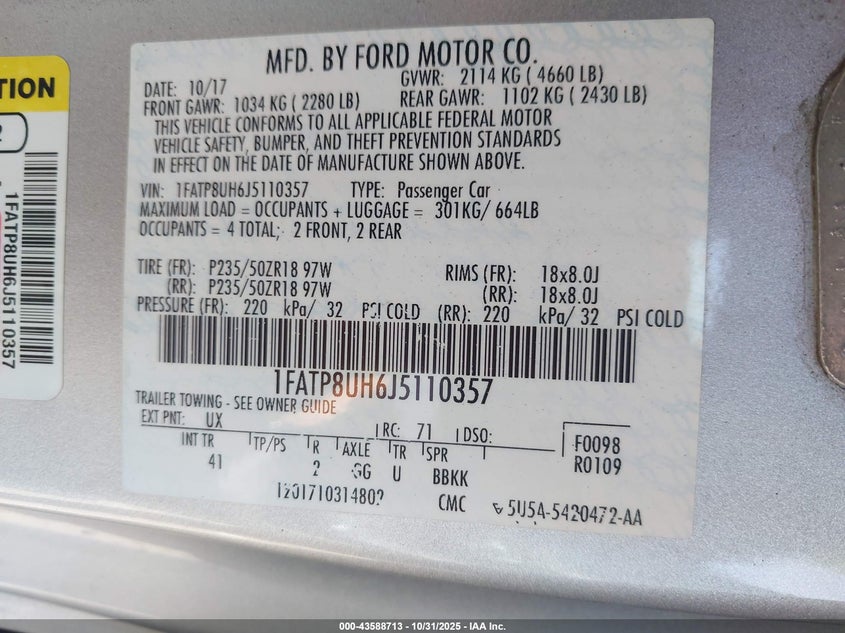 TION
2
1FATP8UH6J5110357
MFD. BY FORD MOTOR CO.
DATE: 10/17 GVWR: 2114 KG ( 4660 LB)
FRONT GAWR: 1034 KG ( 2280 LB) REAR GAWR: 1102 KG ( 2430 LB)
THIS VEHICLE CONFORMS TO ALL APPLICABLE FEDERAL MOTOR
VEHICLE SAFETY, BUMPER, AND THEFT PREVENTION STANDARDS
IN EFFECT ON THE DATE OF MANUFACTURE SHOWN ABOVE.
VIN: 1FATP8UH6J5110357 TYPE: Passenger Car
MAXIMUM LOAD = OCCUPANTS + LUGGAGE = 301KG/ 664LB
OCCUPANTS = 4 TOTAL; 2 FRONT, 2 REAR
TIRE (FR): P235/50ZR18 97W RIMS (FR): 18x8.0J
(RR): P235/50ZR18 97W (RR): 18x8.0J
PRESSURE (FR): 220 kPa/ 32 PSI COLD (RR): 220 kPa/ 32 PSI COLD
1FATP8UH6J5110357
TRAILER TOWING - SEE OWNER GUIDE
EXT PNT: UX RC: 71 DSO: F0098
INT TR TP/PS R AXLE TR SPR R0109
41 2 GG U BBKK
1201710314802 CMC 5U5A-5420472-AA
000-43588713 - 10/31/2025 - IAA Inc.